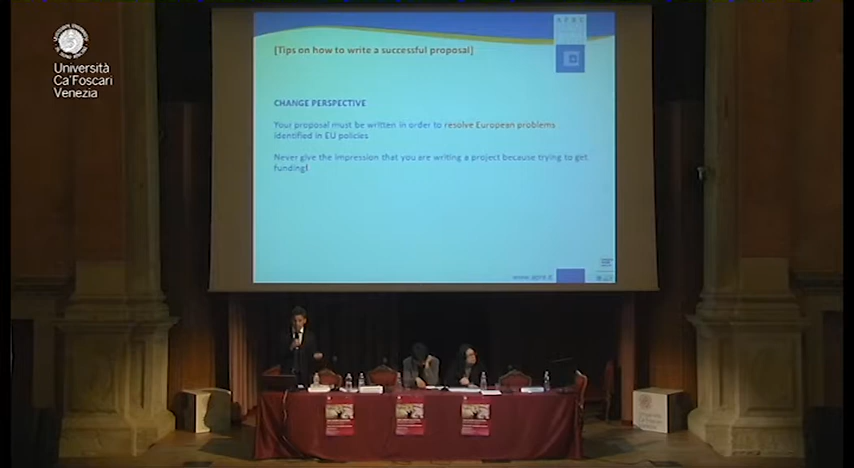 Università
Ca'Foscari
Venezia
APRE
[Tips on how to write a successful proposal]
CHANGE PERSPECTIVE
Your proposal must be written in order to resolve European problems
identified in EU policies
Never give the impression that you are writing a project because trying to get
funding!
www.apre.it